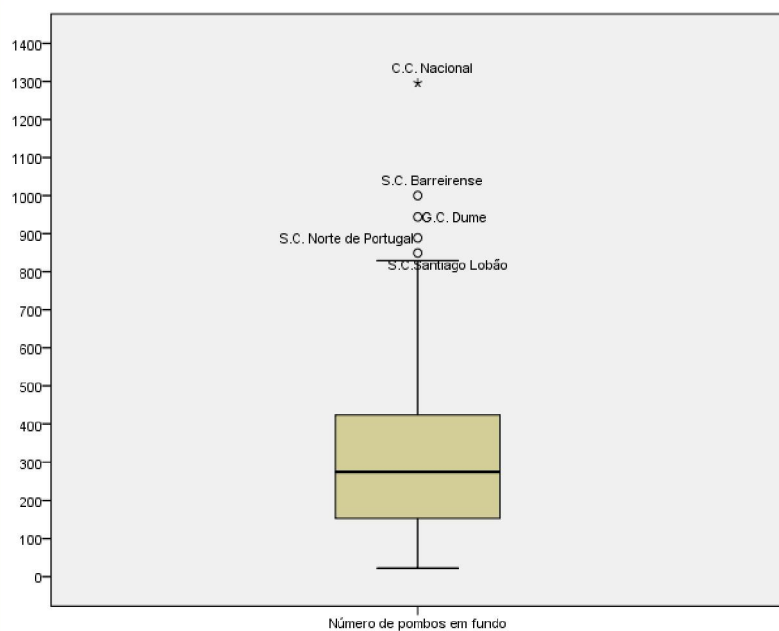 1400
C.C. Nacional
1300
1200
1100
S.C. Barreirense
1000
G.C. Dume
900
S.C. Norte de Portugal
800
S.C.Santiago Lobão
700
600
500
400
300
200
100
0
Número de pombos em fundo